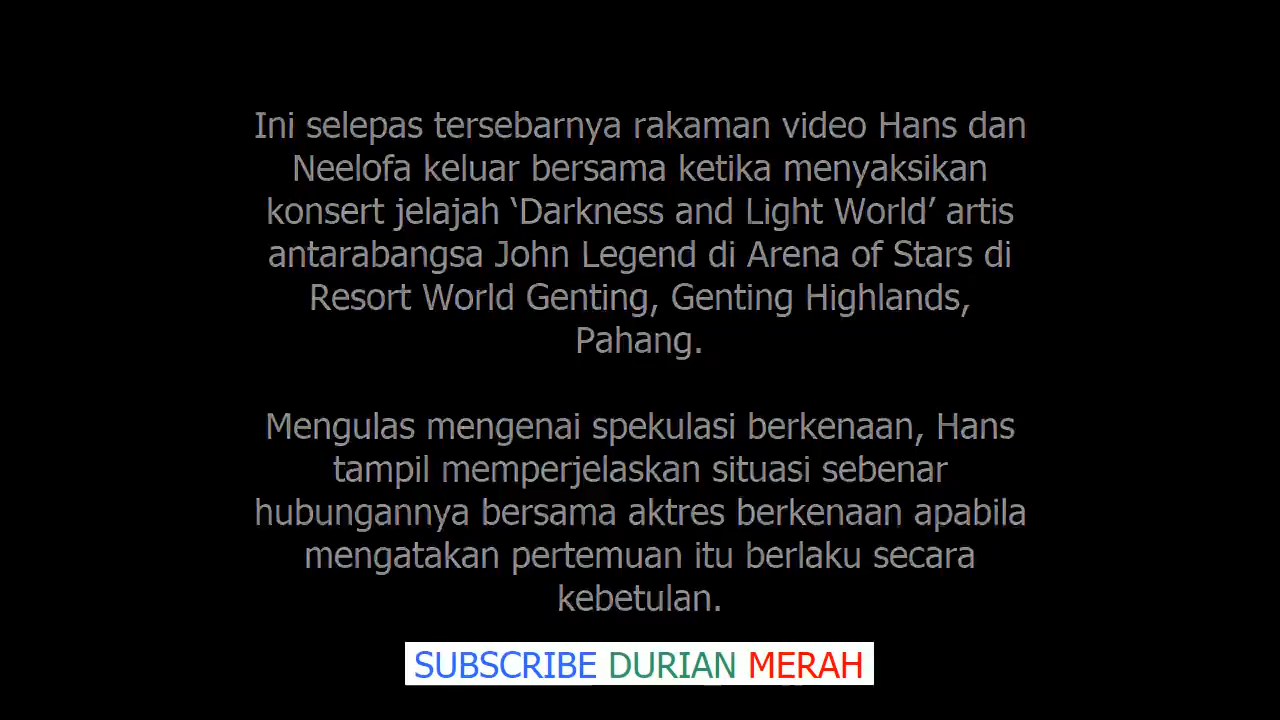 Ini selepas tersebarnya rakaman video Hans dan
Neelofa keluar bersama ketika menyaksikan
konsert jelajah ‘Darkness and Light World’ artis
antarabangsa John Legend di Arena of Stars di
Resort World Genting, Genting Highlands,
Pahang.
Mengulas mengenai spekulasi berkenaan, Hans
tampil memperjelaskan situasi sebenar
hubungannya bersama aktres berkenaan apabila
mengatakan pertemuan itu berlaku secara
kebetulan.
SUBSCRIBE DURIAN MERAH